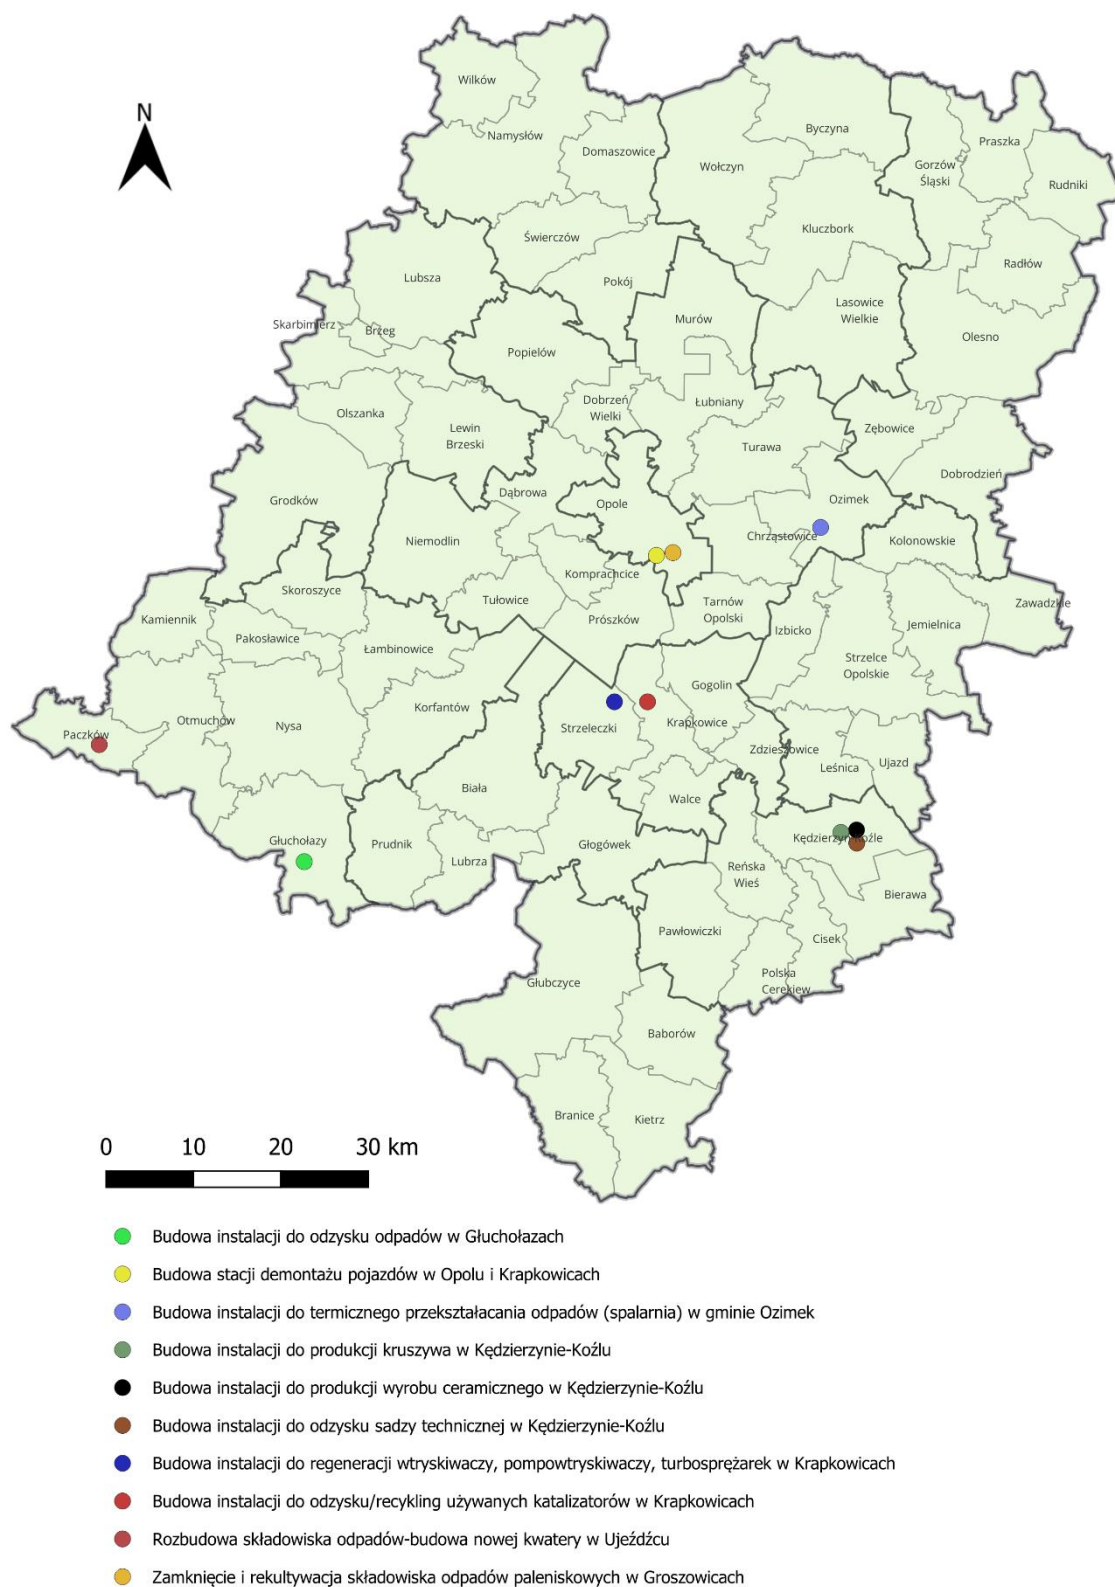 Wilków
Namysłów
Domaszowice
Byczyna
Wołczyn
Praszka
Gorzów
Śląski
Rudniki
Kluczbork
Świerczów
Radłów
Lubsza
Pokój
Lasowice
Wielkie
Murów
Skarbimierz
Brzeg
Olesno
Popielów
Dobrzeń
Wielki
Łubniany
Olszanka
Lewin
Brzeski
Zębowice
Turawa
Dobrodzień
Grodków
Dąbrowa
Opole
Ozimek
Niemodlin
Chrząstowice
Kolonowskie
Komprachcice
Skoroszyce
Tułowice
Tarnów
Opolski
Zawadzkie
Kamiennik
Prószków
Jemielnica
Pakosławice
Izbicko
Łambinowice
Strzelce
Opolskie
Gogolin
Korfantów
Otmuchów
Nysa
Strzeleczki
Krapkowice
Paczków
Zdzieszowice
Ujazd
Leśnica
Biała
Walce
Głuchołazy
Prudnik
Głogówek
Kędzierzyn-Koźle
Lubrza
Reńska
Wieś
Bierawa
Pawłowiczki
Cisek
Polska
Cerekiew
Głubczyce
Baborów
Branice
Kietrz
N
0 10 20 30 km
Budowa instalacji do odzysku odpadów w Głuchołazach
Budowa stacji demontażu pojazdów w Opolu i Krapkowicach
Budowa instalacji do termicznego przekształacania odpadów (spalarnia) w gminie Ozimek
Budowa instalacji do produkcji kruszywa w Kędzierzynie-Koźlu
Budowa instalacji do produkcji wyrobu ceramicznego w Kędzierzynie-Koźlu
Budowa instalacji do odzysku sadzy technicznej w Kędzierzynie-Koźlu
Budowa instalacji do regeneracji wtryskiwaczy, pompowtryskiwaczy, turbosprężarek w Krapkowicach
Budowa instalacji do odzysku/recykling używanych katalizatorów w Krapkowicach
Rozbudowa składowiska odpadów-budowa nowej kwatery w Ujeźdźcu
Zamknięcie i rekultywacja składowiska odpadów paleniskowych w Groszowicach